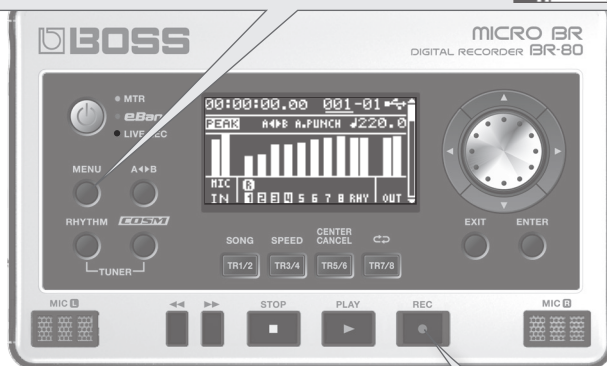 BOSS
MICRO BR
DIGITAL RECORDER BR-80
MTR
eBand
LIVE REC
MENU
A◀▶B
RHYTHM
COSM
TUNER
00:00:00.00 001-01
PEAK A◀▶B A.PUNCH ♩220.0
MIC IN R 1 2 3 4 5 6 7 8 RHY OUT
SONG
SPEED
CENTER CANCEL
TR1/2
TR3/4
TR5/6
TR7/8
EXIT
ENTER
MIC L
◀◀
▶▶
STOP
PLAY
REC
MIC R